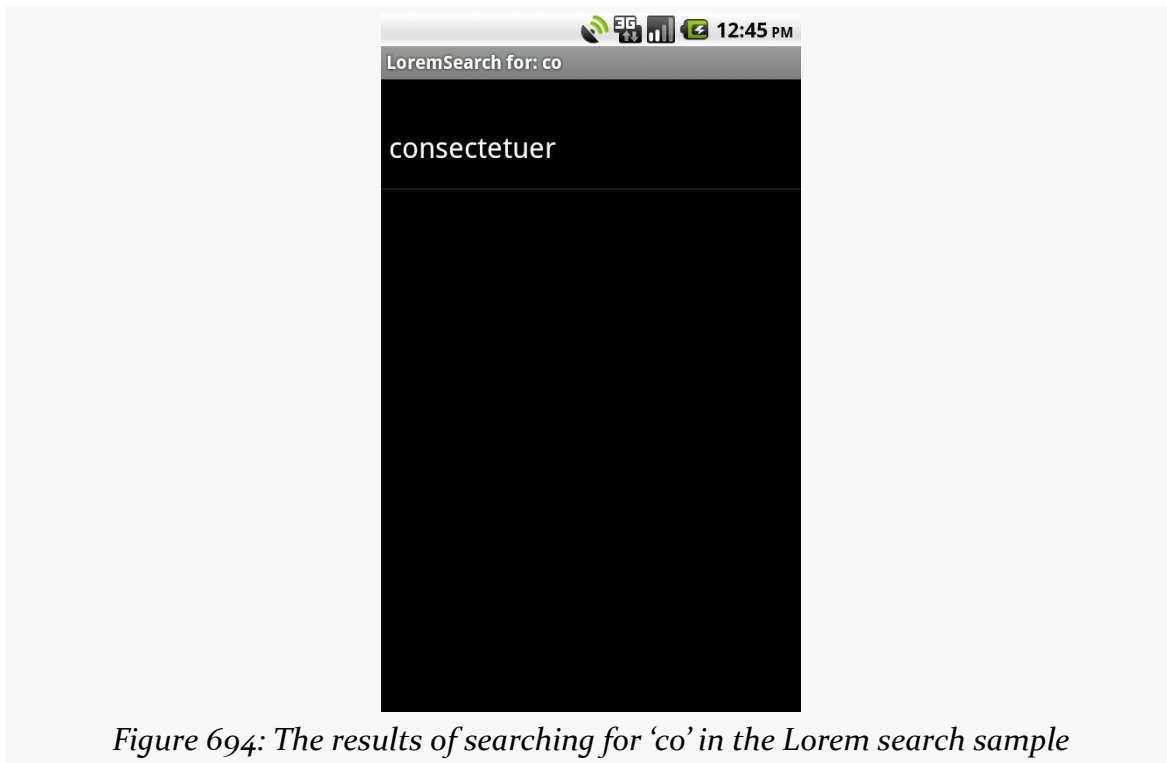 3G 12:45 PM
LoremSearch for: co
consectetuer
Figure 694: The results of searching for ‘co’ in the Lorem search sample